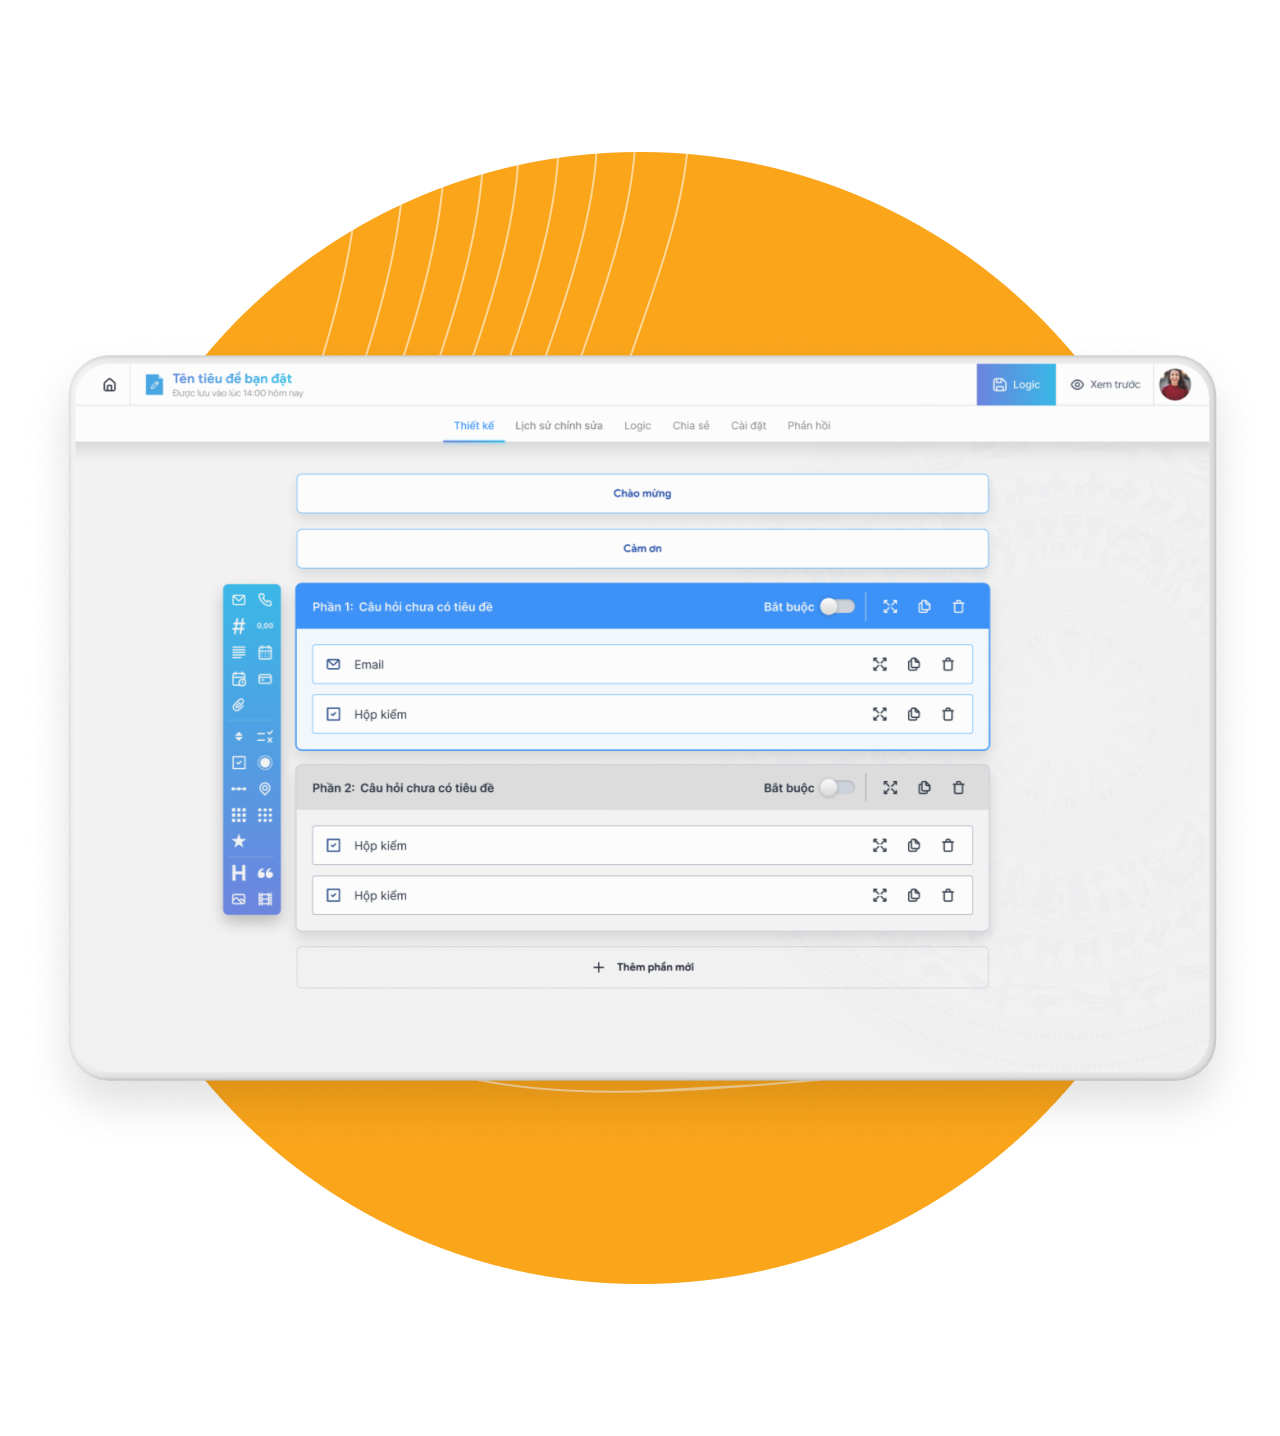 Tên tiêu đề bạn đặt
Được lưu vào lúc 14:00 hôm nay
Logic
Xem trước
Thiết kế
Lịch sử chỉnh sửa
Logic
Chia sẻ
Cài đặt
Phản hồi
Chào mừng
Cảm ơn
0,00
Phần 1: Câu hỏi chưa có tiêu đề
Bắt buộc
Email
Hộp kiểm
Phần 2: Câu hỏi chưa có tiêu đề
Bắt buộc
Hộp kiểm
Hộp kiểm
Thêm phần mới